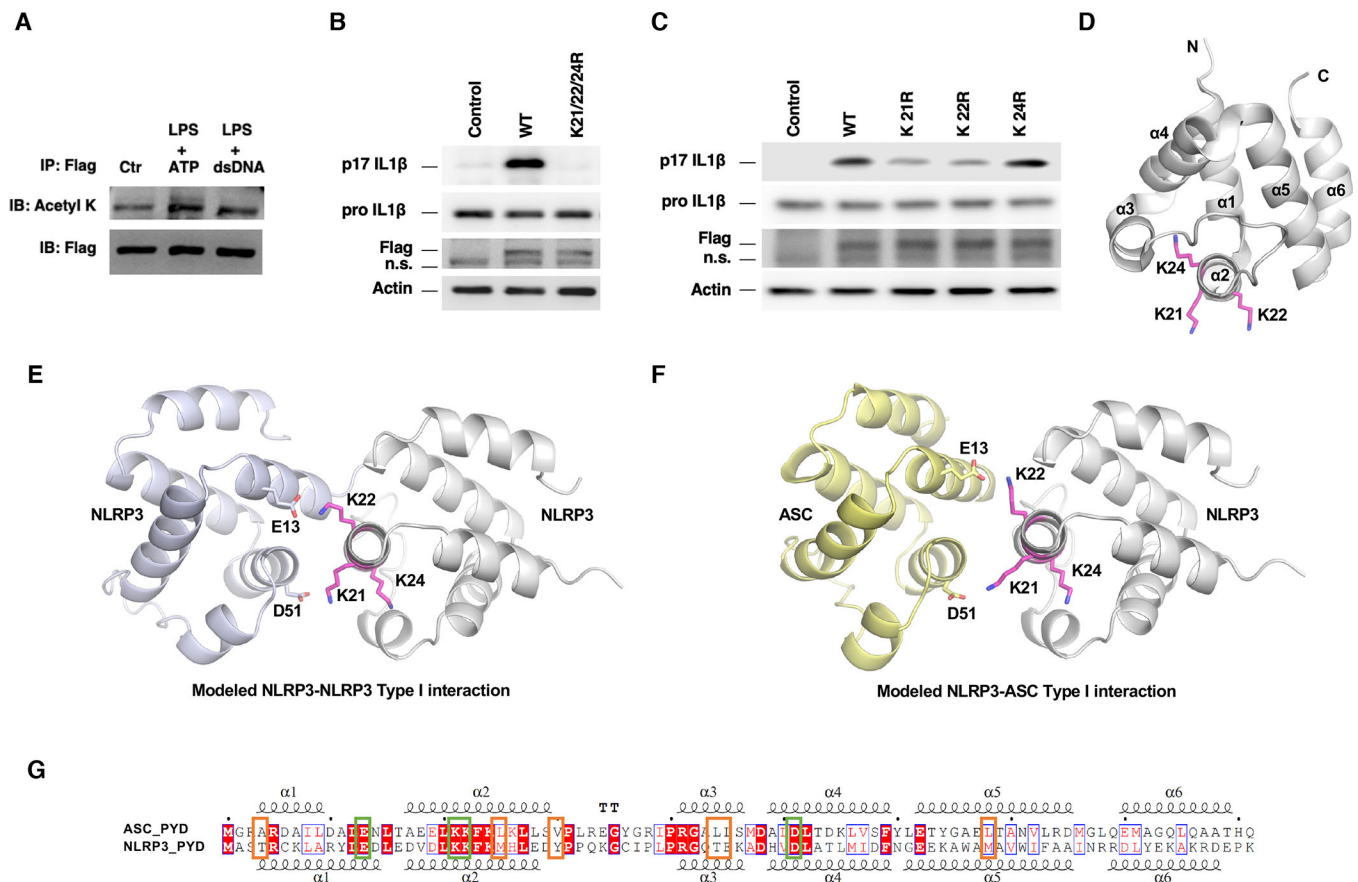 A
IP: Flag
Ctr
LPS
+
ATP
LPS
+
dsDNA
IB: Acetyl K
IB: Flag
B
Control
WT
K21/22/24R
p17 IL1β
pro IL1β
Flag
n.s.
Actin
C
Control
WT
K 21R
K 22R
K 24R
p17 IL1β
pro IL1β
Flag
n.s.
Actin
D
N
C
α4
α3
α1
α5
α6
α2
K24
K21
K22
E
NLRP3
E13
K22
NLRP3
K24
K21
D51
Modeled NLRP3-NLRP3 Type I interaction
F
ASC
E13
K22
NLRP3
K24
K21
D51
Modeled NLRP3-ASC Type I interaction
G
α1 α2 TT α3 α4 α5 α6
ASC_PYD MGRARDAILDALENLTAEELKKFKLKLLSVPLREGYGRIPRGALLSMDALDLTDKLVSFYLETYGAELTANVLRDMGLQEMAGQLQAATHQ
NLRP3_PYD MASTRCKLARYLEDLEDVDLKKFKMHLEDYPPQKGCIPLPRGQTEKADHVDLATLMIDFNGEEKAWAMAVWIFAAINRRDLYEKAKRDEPK
α1 α2 α3 α4 α5 α6